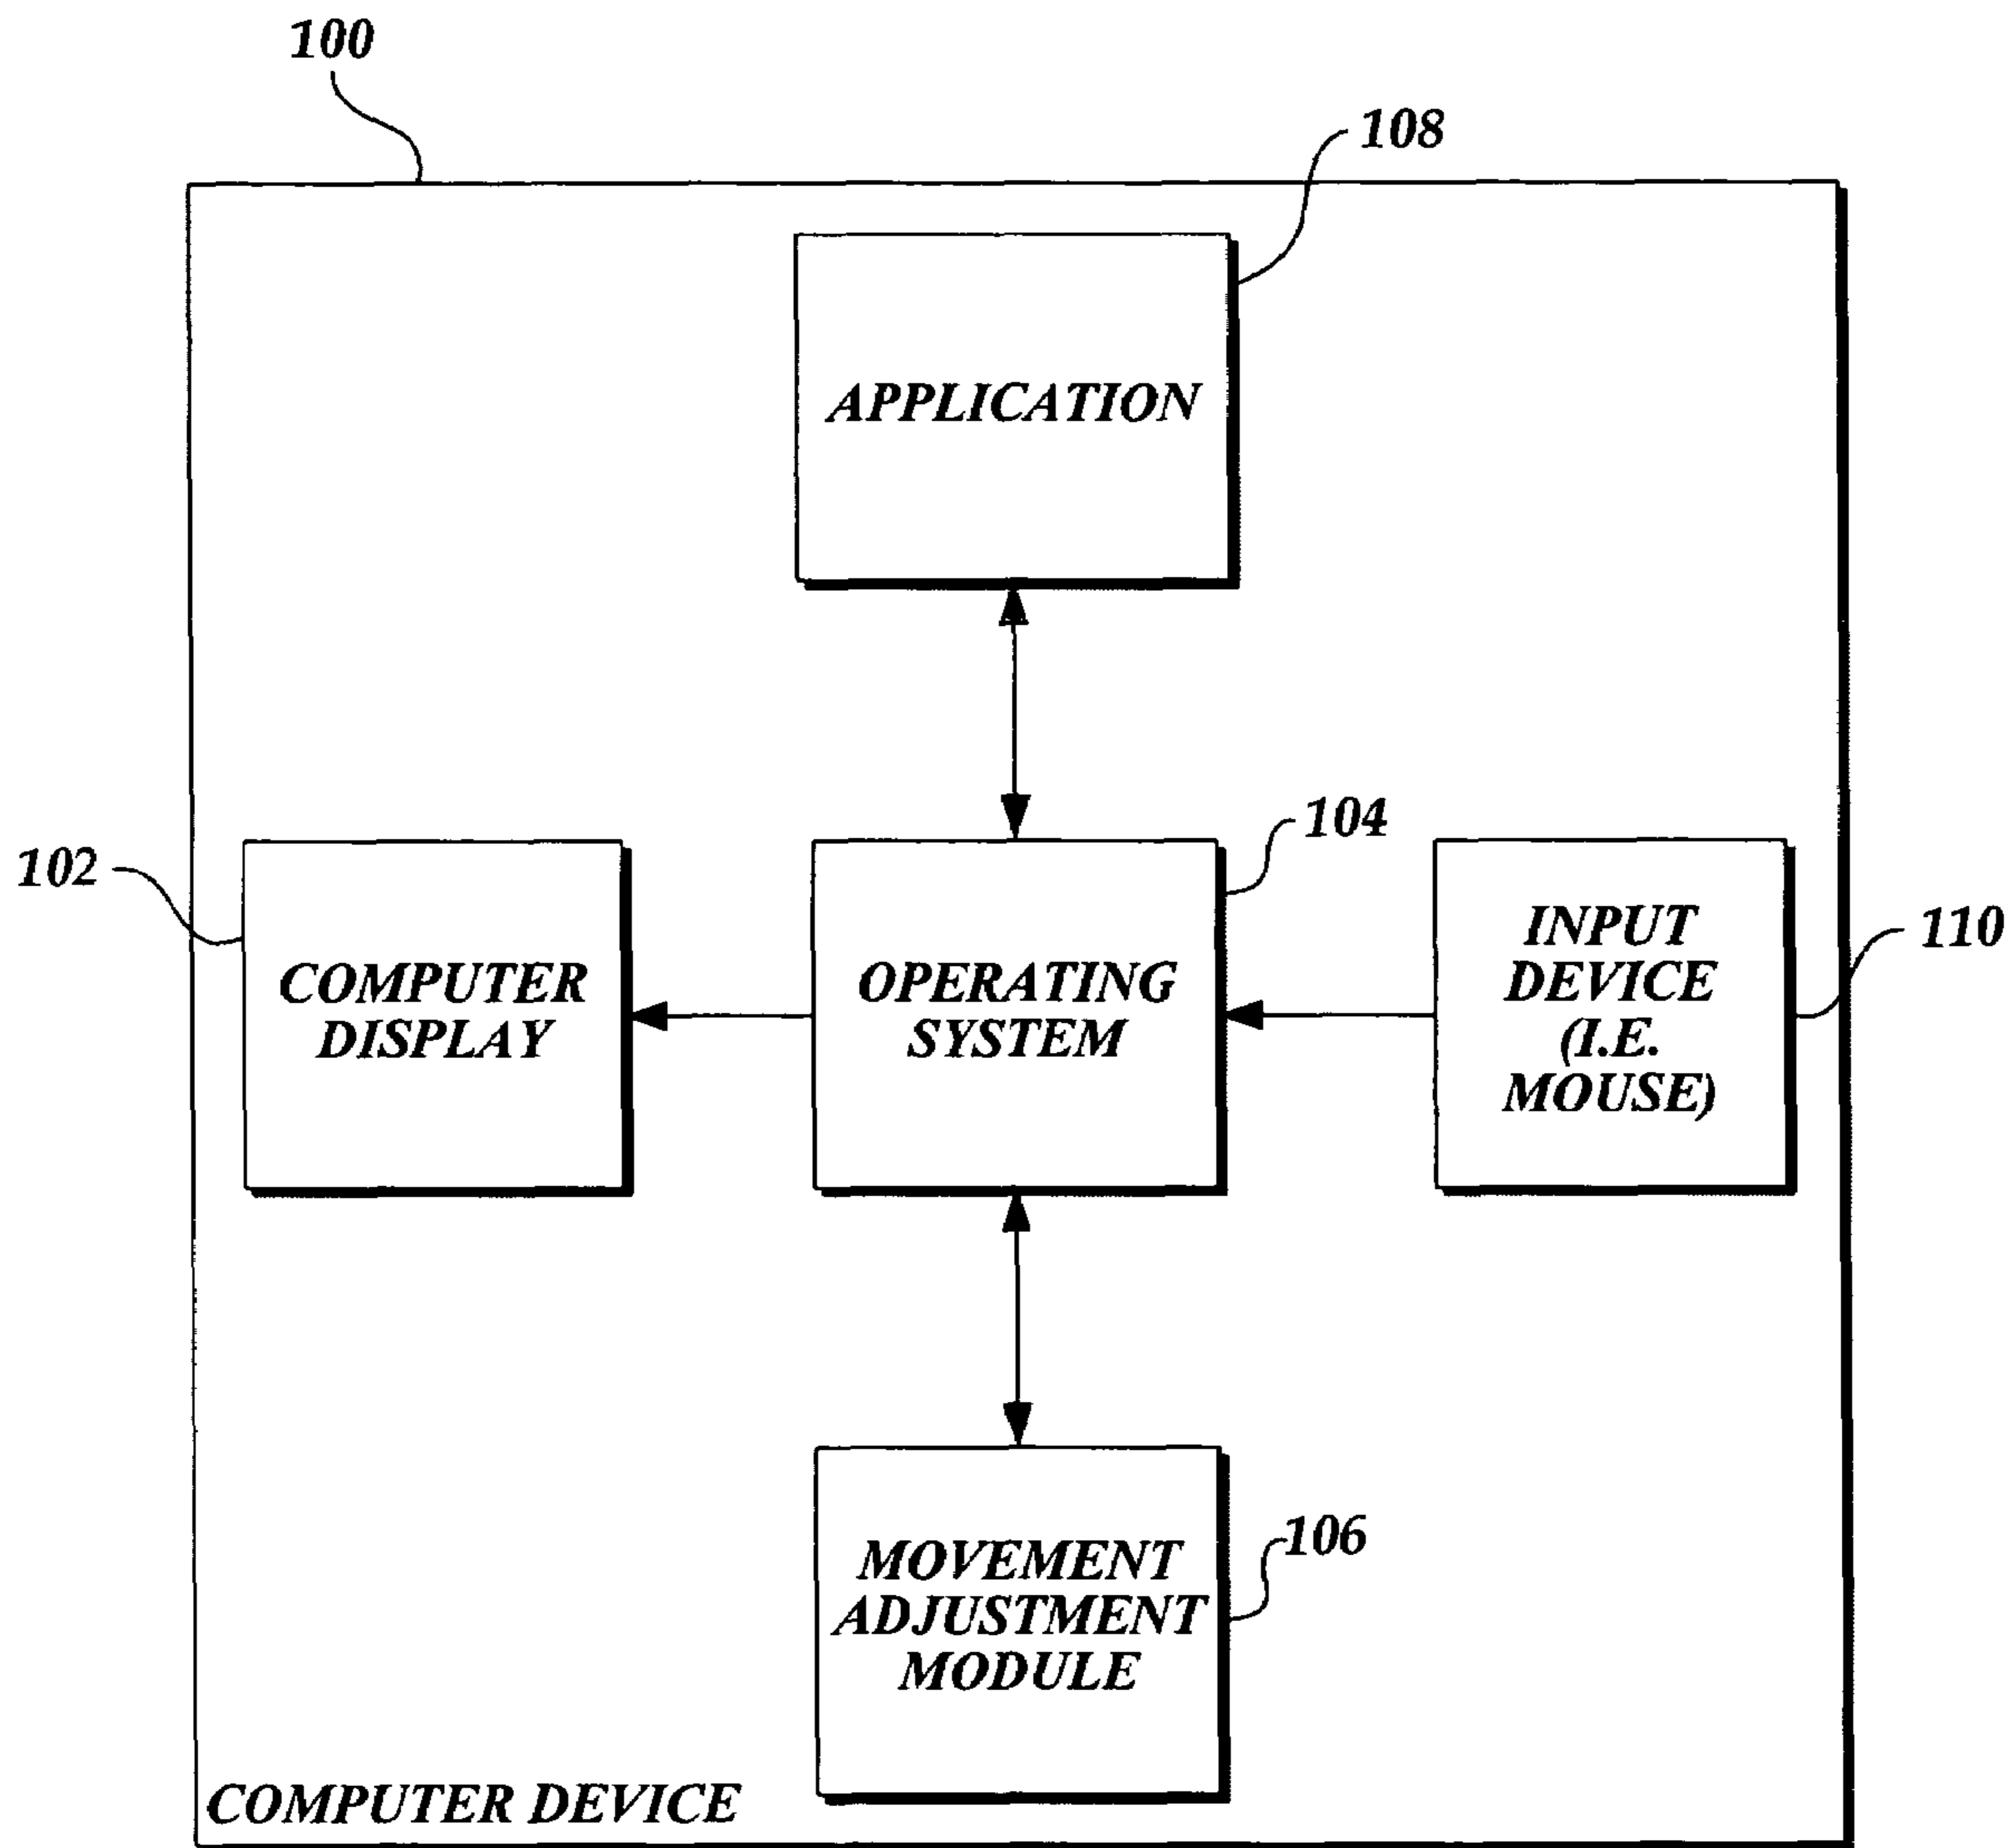 100
108
APPLICATION
104
102
COMPUTER
DISPLAY
OPERATING
SYSTEM
INPUT
DEVICE
(I.E.
MOUSE)
110
MOVEMENT
ADJUSTMENT
MODULE
106
COMPUTER DEVICE